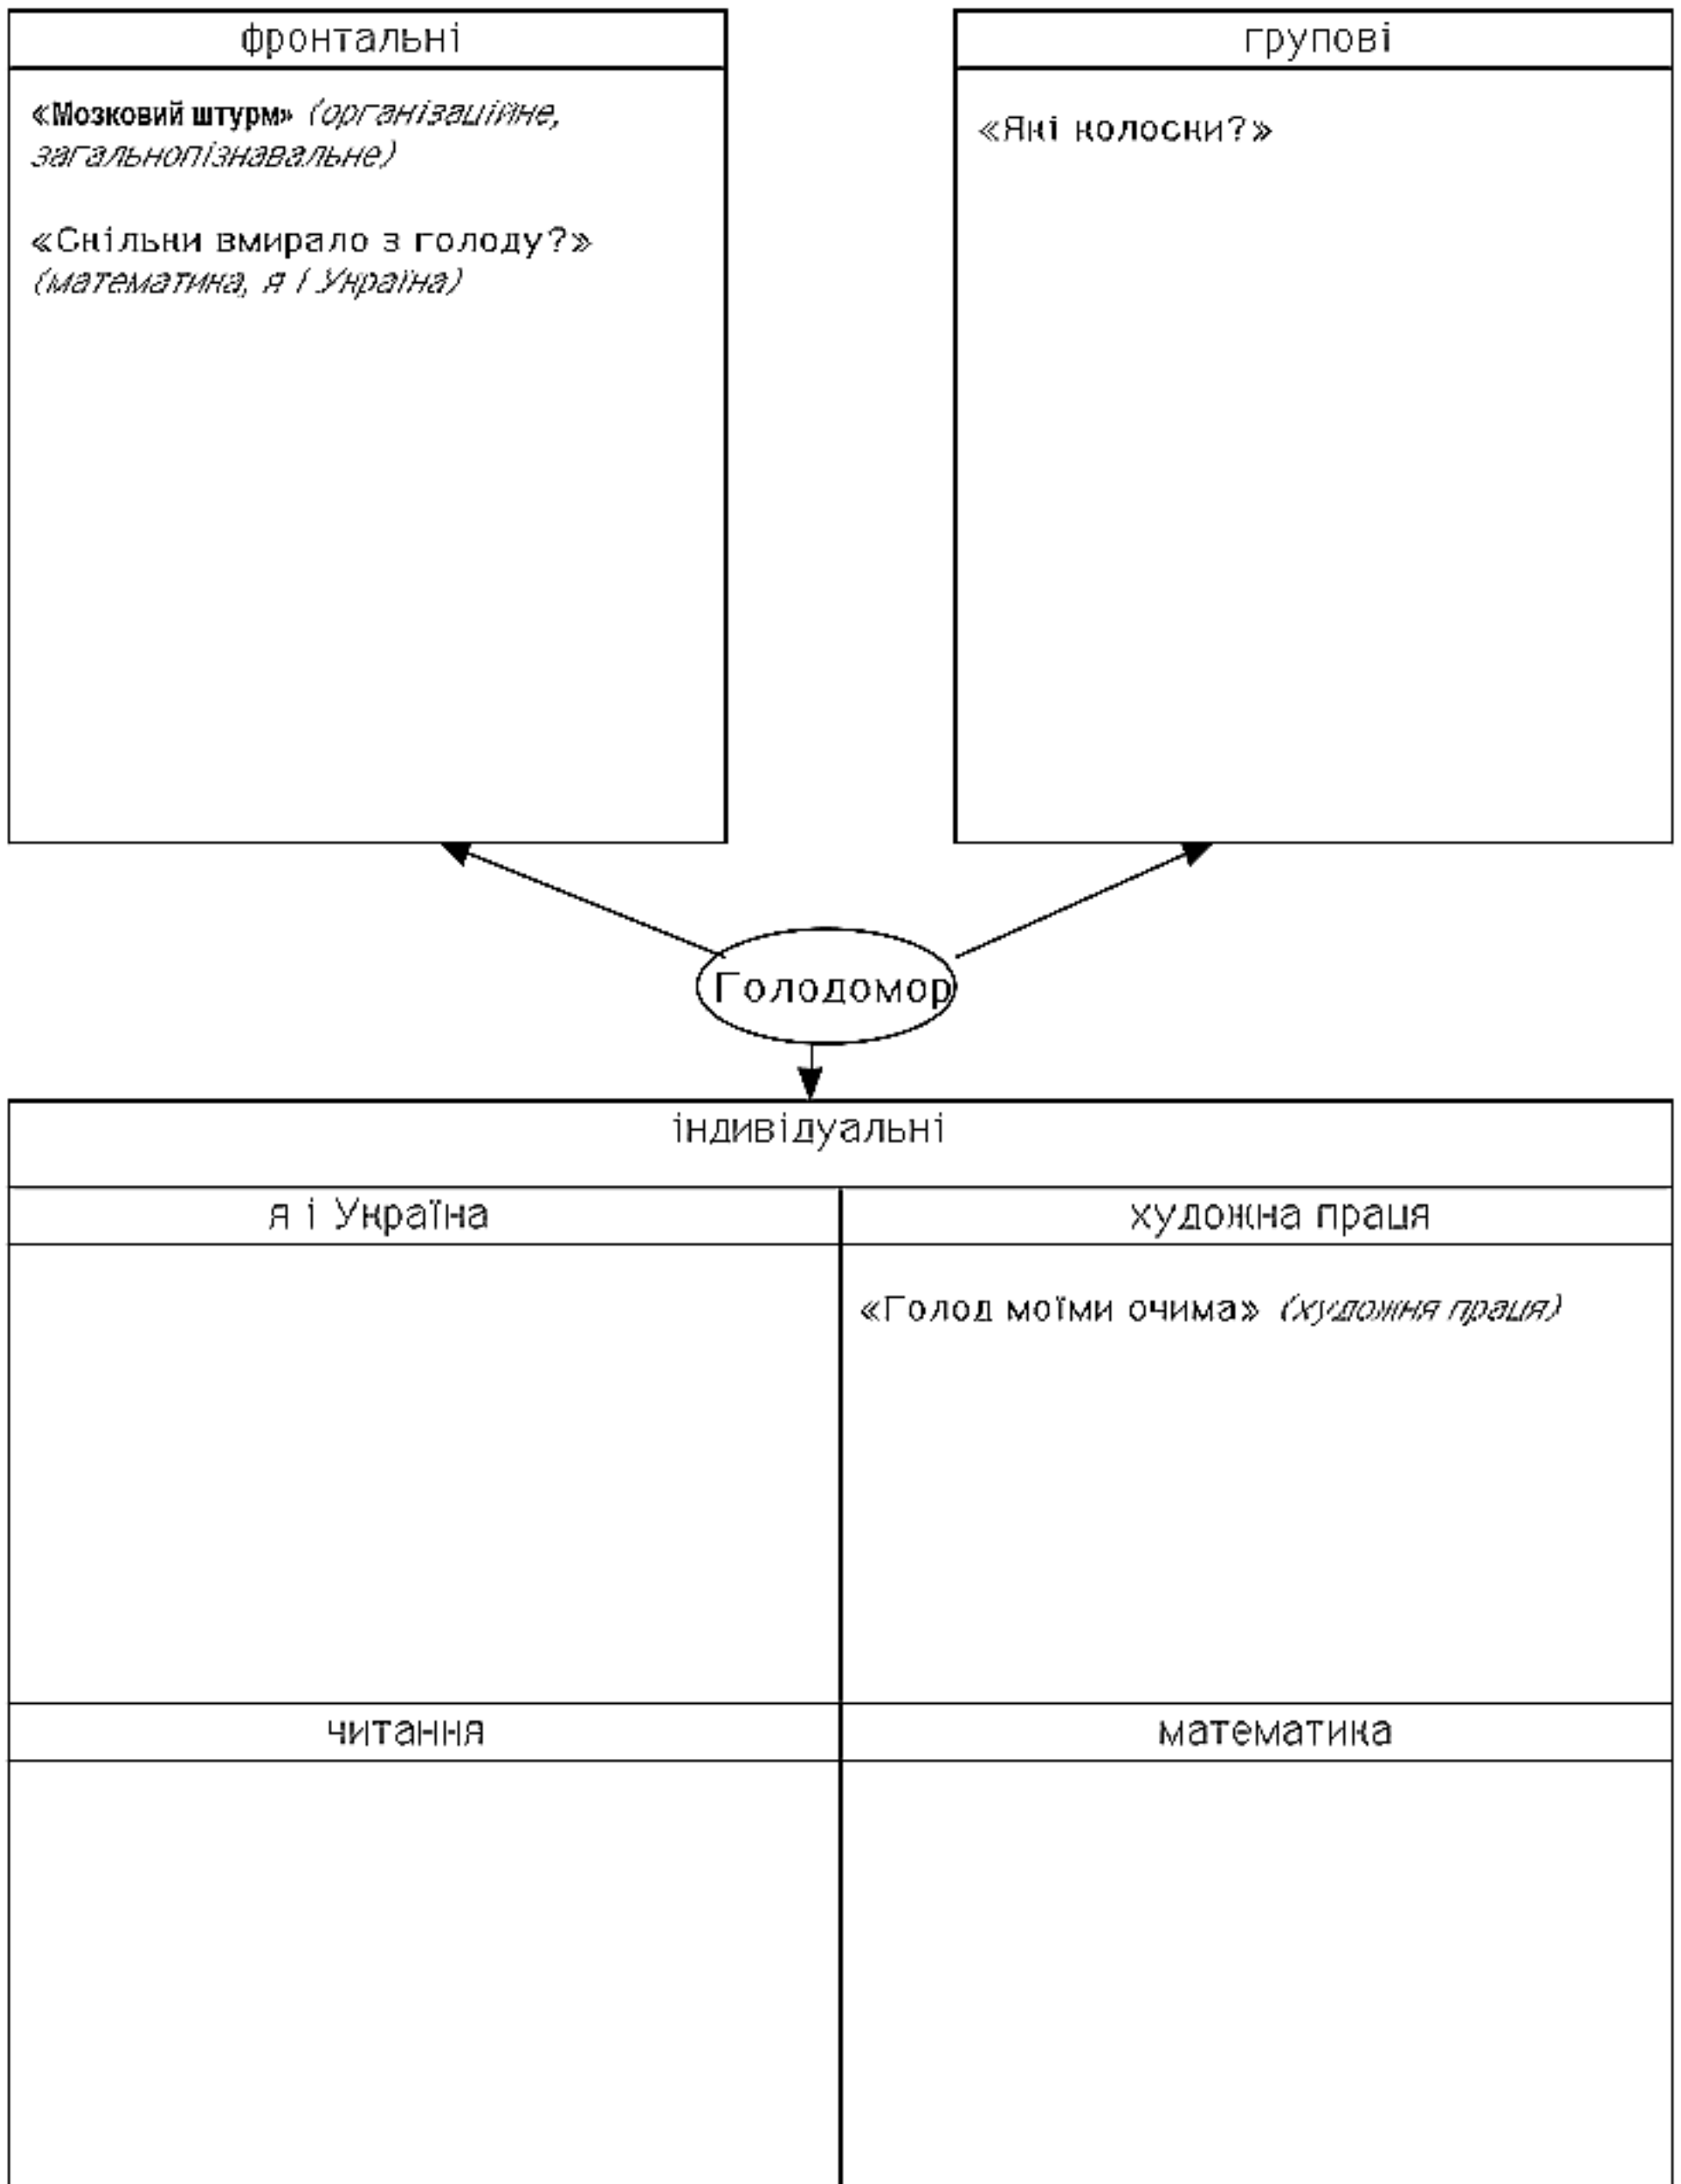 фронтальні
«Мозковий штурм» (організаційне,
загальнопізнавальне)
«Скільки вмирало з голоду?»
(математика, я і Україна)
групові
«Які колоски?»
Голодомор
індивідуальні
я і Україна
художна праця
«Голод моїми очима» (художня праця)
читання
математика